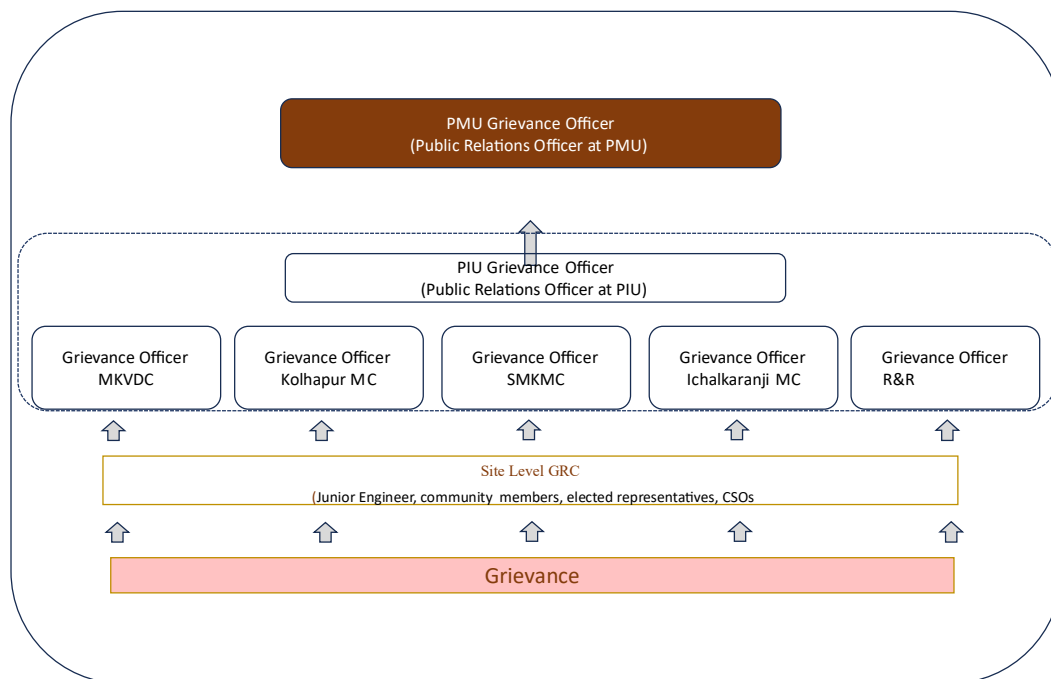 PMU Grievance Officer
(Public Relations Officer at PMU)
PIU Grievance Officer
(Public Relations Officer at PIU)
Grievance Officer
MKVDC
Grievance Officer
Kolhapur MC
Grievance Officer
SMKMC
Grievance Officer
Ichalkaranji MC
Grievance Officer
R&R
Site Level GRC
(Junior Engineer, community members, elected representatives, CSOs
Grievance